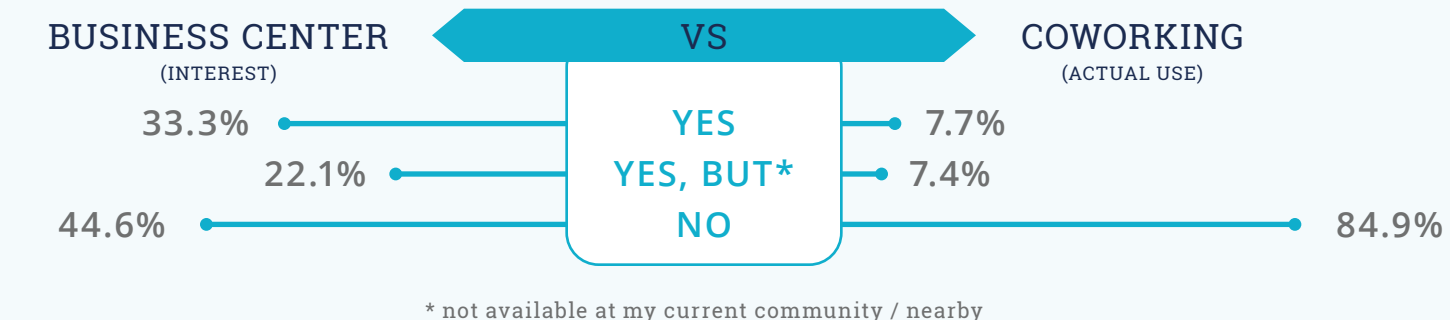 BUSINESS CENTER VS COWORKING
(INTEREST) (ACTUAL USE)
33.3% YES 7.7%
22.1% YES, BUT* 7.4%
44.6% NO 84.9%
* not available at my current community / nearby